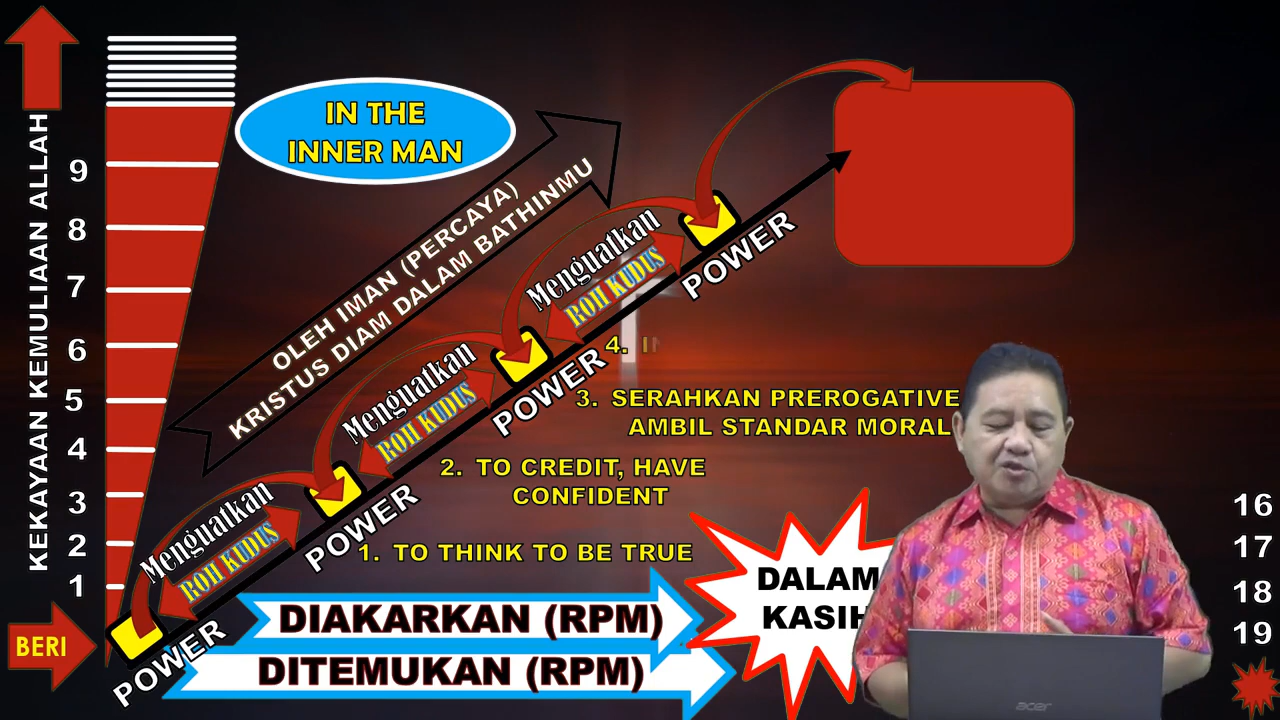 KEKAYAAN KEMULIAAN ALLAH
9
8
7
6
5
4
3
2
1
BERI
IN THE
INNER MAN
OLEH IMAN (PERCAYA)
KRISTUS DIAM DALAM BATHINMU
Menguatkan
ROH KUDUS
POWER
Menguatkan
ROH KUDUS
POWER
Menguatkan
ROH KUDUS
POWER
POWER
4.
3. SERAHKAN PREROGATIVE
AMBIL STANDAR MORAL
2. TO CREDIT, HAVE
CONFIDENT
1. TO THINK TO BE TRUE
DIAKARKAN (RPM)
DITEMUKAN (RPM)
DALAM
KASIH
16
17
18
19
acer